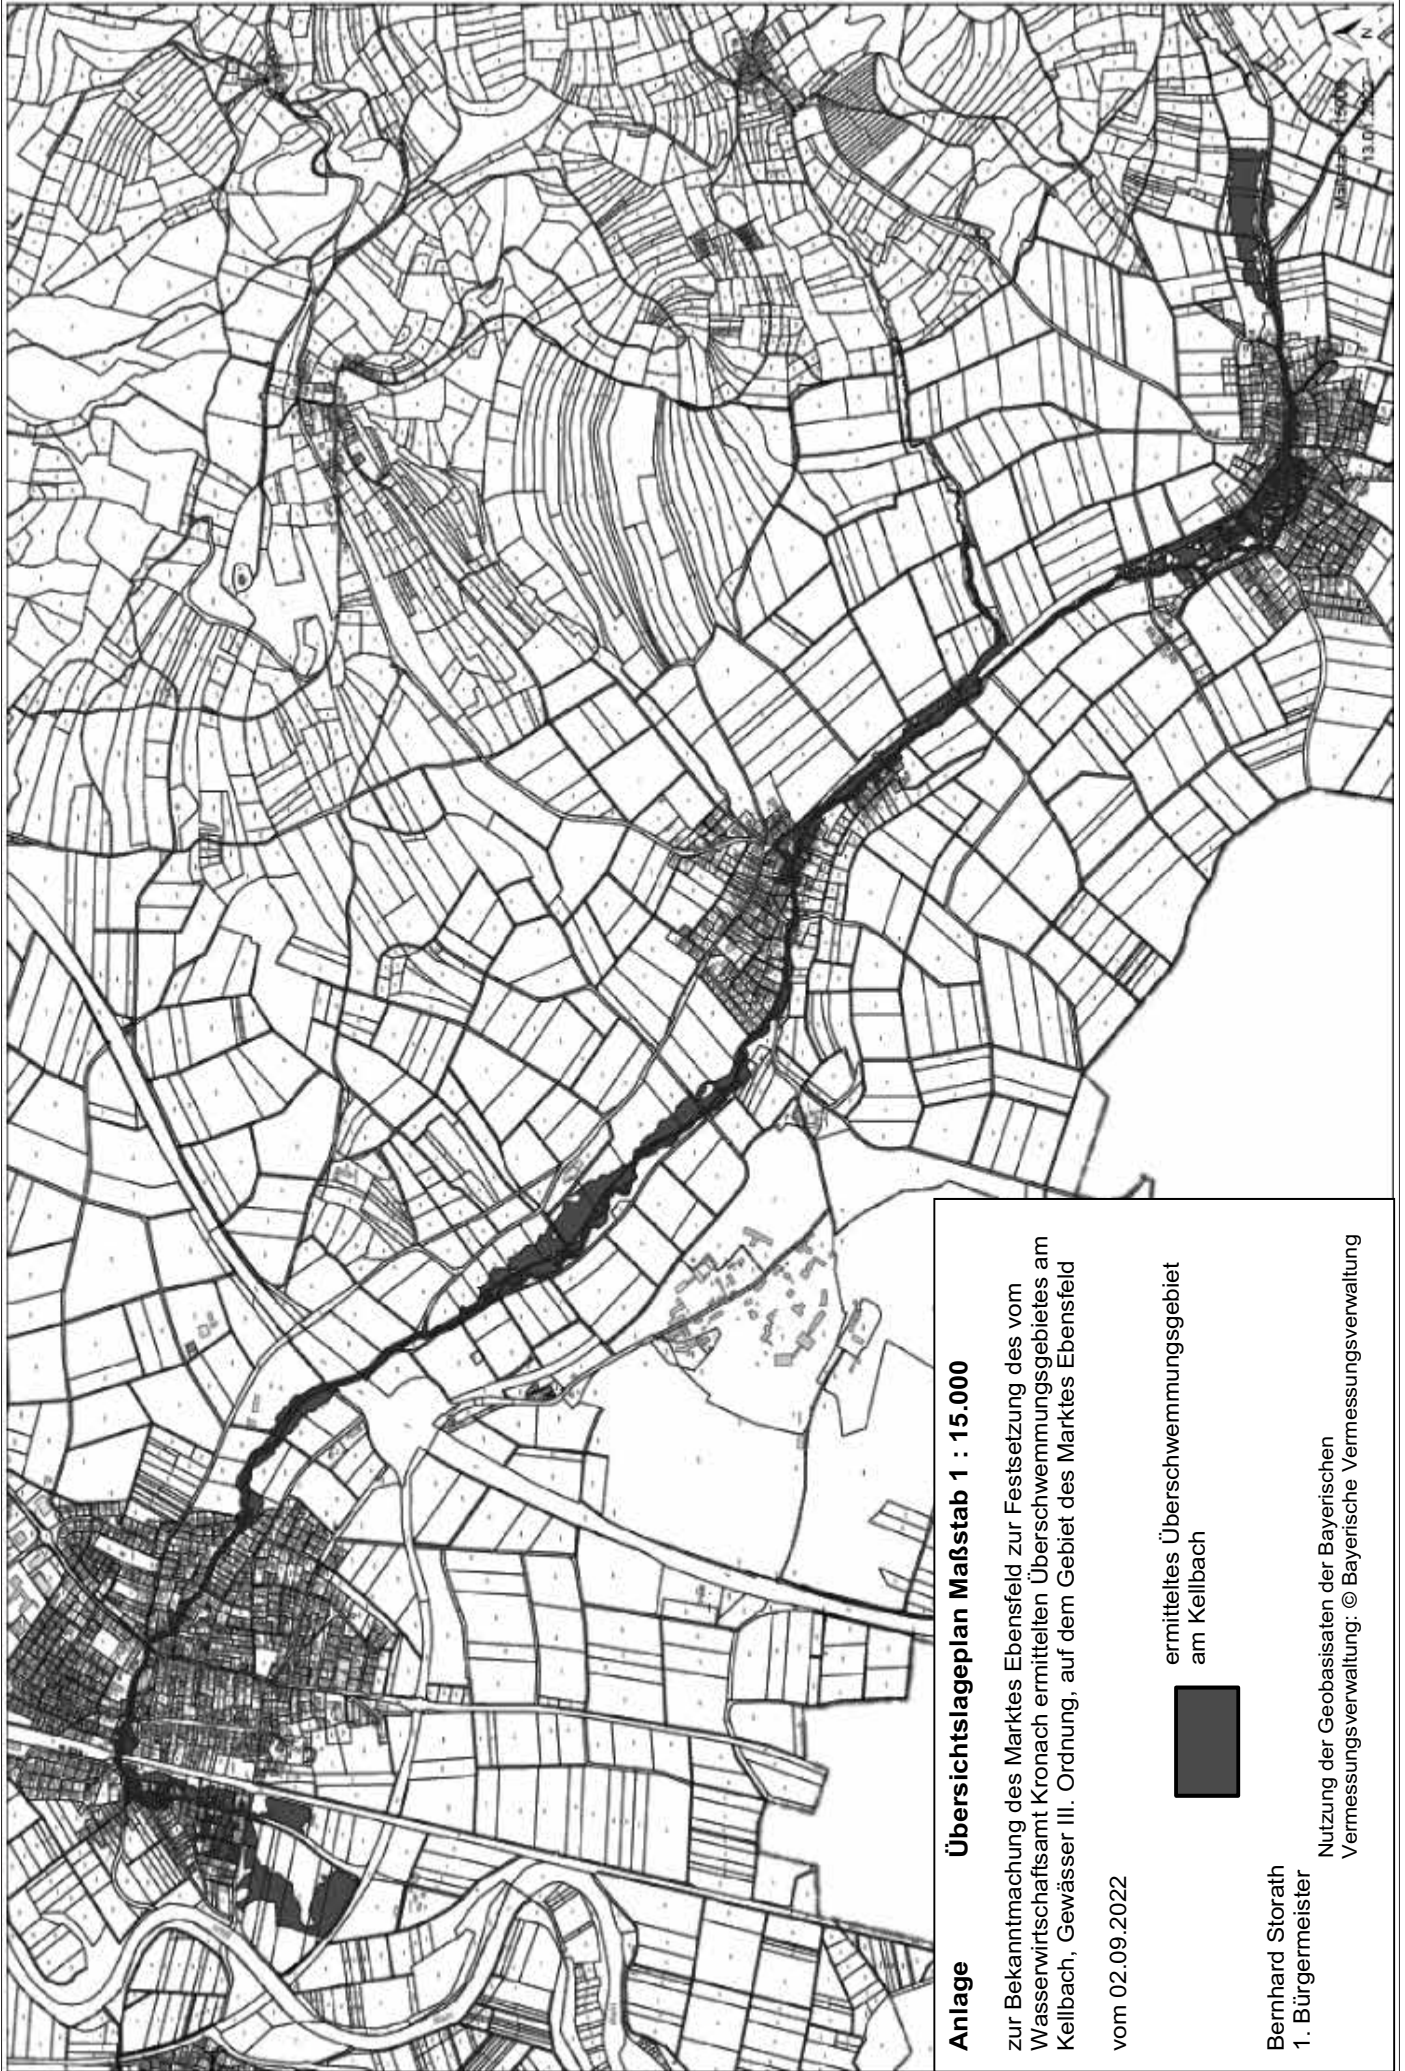 Anlage Übersichtslageplan Maßstab 1 : 15.000
zur Bekanntmachung des Marktes Ebensfeld zur Festsetzung des vom
Wasserwirtschaftsamt Kronach ermittelten Überschwemmungsgebietes am
Kellbach, Gewässer III. Ordnung, auf dem Gebiet des Marktes Ebensfeld
vom 02.09.2022
ermitteltes Überschwemmungsgebiet
am Kellbach
Bernhard Storath
1. Bürgermeister
Nutzung der Geobasisaten der Bayerischen
Vermessungsverwaltung: © Bayerische Vermessungsverwaltung
N